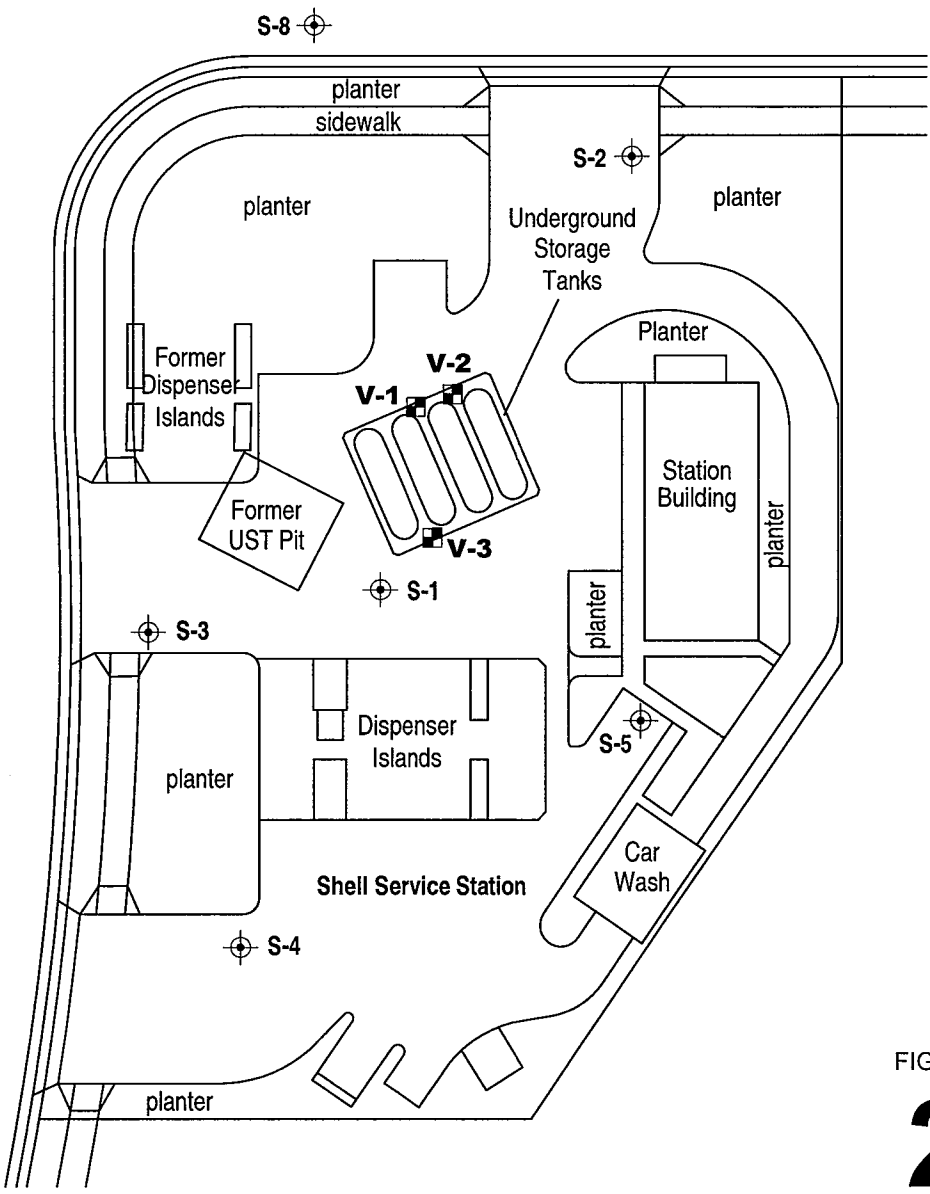 S-8
planter
sidewalk
S-2
planter
planter
Underground
Storage
Tanks
Planter
Former
Dispenser
Islands
V-2
V-1
Station
Building
Former
UST Pit
planter
V-3
S-1
planter
S-3
Dispenser
Islands
S-5
planter
Car
Wash
Shell Service Station
S-4
planter
FIG
2